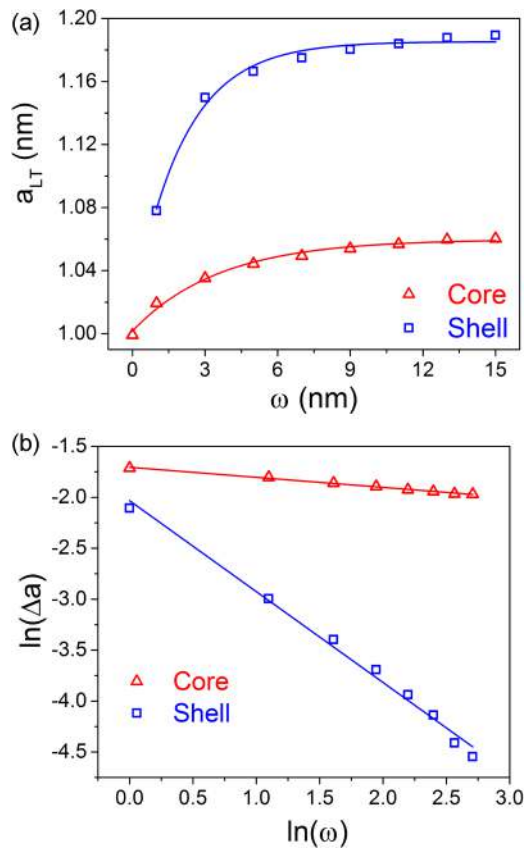 (a)
1.20
1.16
1.12
1.08
1.04
1.00
a_LT (nm)
Core
Shell
0 3 6 9 12 15
ω (nm)
(b)
-1.5
-2.0
-2.5
-3.0
-3.5
-4.0
-4.5
ln(Δa)
Core
Shell
0.0 0.5 1.0 1.5 2.0 2.5 3.0
ln(ω)